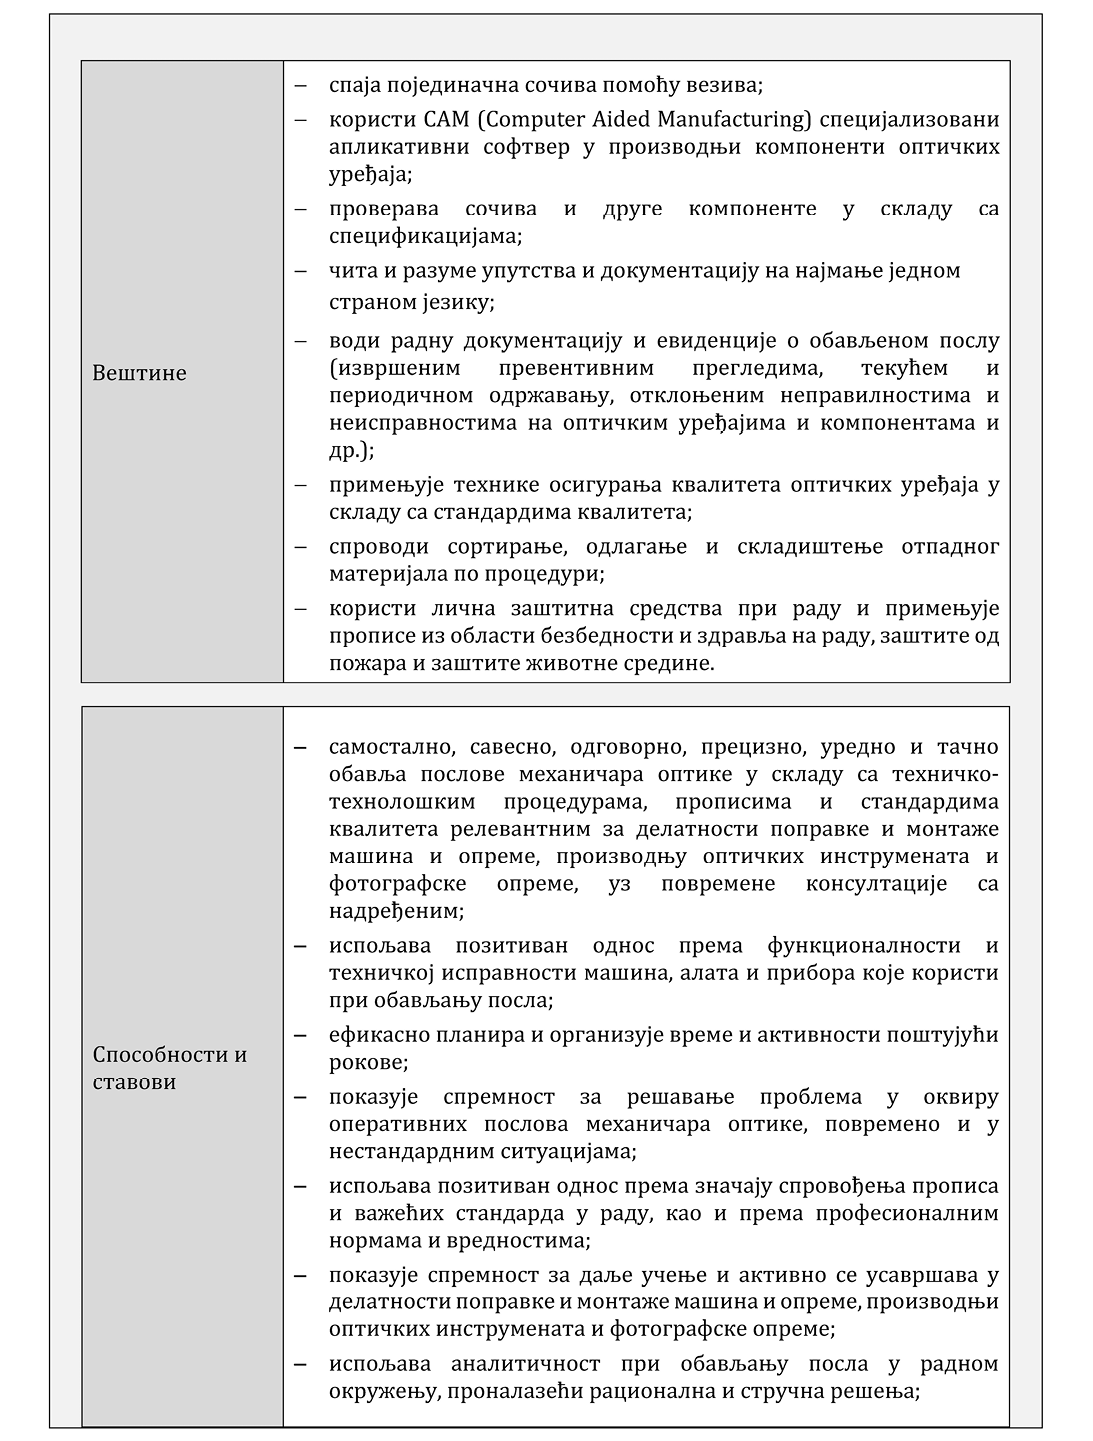 Вештине
– спаја појединачна сочива помоћу везива;
– користи CAM (Computer Aided Manufacturing) специјализовани
апликативни софтвер у производњи компоненти оптичких
уређаја;
– проверава сочива и друге компоненте у складу са
спецификацијама;
– чита и разуме упутства и документацију на најмање једном
страном језику;
– води радну документацију и евиденције о обављеном послу
(извршеним превентивним прегледима, текућем и
периодичном одржавању, отклоњеним неправилностима и
неисправностима на оптичким уређајима и компонентама и
др.);
– примењује технике осигурања квалитета оптичких уређаја у
складу са стандардима квалитета;
– спроводи сортирање, одлагање и складиштење отпадног
материјала по процедури;
– користи лична заштитна средства при раду и примењује
прописе из области безбедности и здравља на раду, заштите од
пожара и заштите животне средине.
Способности и
ставови
– самостално, савесно, одговорно, прецизно, уредно и тачно
обавља послове механичара оптике у складу са техничко-
технолошким процедурама, прописима и стандардима
квалитета релевантним за делатности поправке и монтаже
машина и опреме, производњу оптичких инструмената и
фотографске опреме, уз повремене консултације са
надређеним;
– испољава позитиван однос према функционалности и
техничкој исправности машина, алата и прибора које користи
при обављању посла;
– ефикасно планира и организује време и активности поштујући
рокове;
– показује спремност за решавање проблема у оквиру
оперативних послова механичара оптике, повремено и у
нестандардним ситуацијама;
– испољава позитиван однос према значају спровођења прописа
и важећих стандарда у раду, као и према професионалним
нормама и вредностима;
– показује спремност за даље учење и активно се усавршава у
делатности поправке и монтаже машина и опреме, производњи
оптичких инструмената и фотографске опреме;
– испољава аналитичност при обављању посла у радном
окружењу, проналазећи рационална и стручна решења;